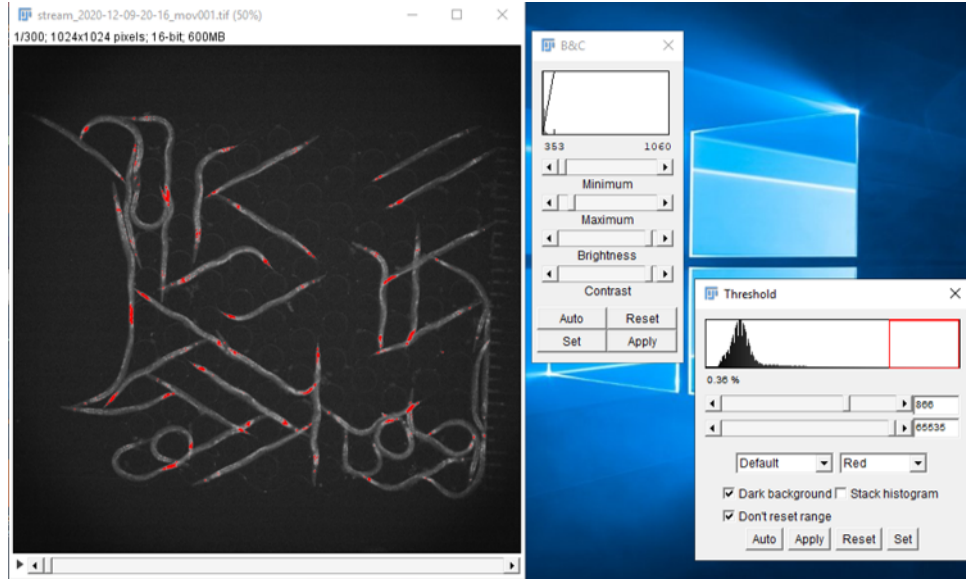 stream_2020-12-09-20-16_mov001.tif (50%)
1/300; 1024x1024 pixels; 16-bit; 600MB
B&C
353 1060
Minimum
Maximum
Brightness
Contrast
Auto Reset
Set Apply
Threshold
0.36 %
866
65535
Default Red
Dark background Stack histogram
Don't reset range
Auto Apply Reset Set